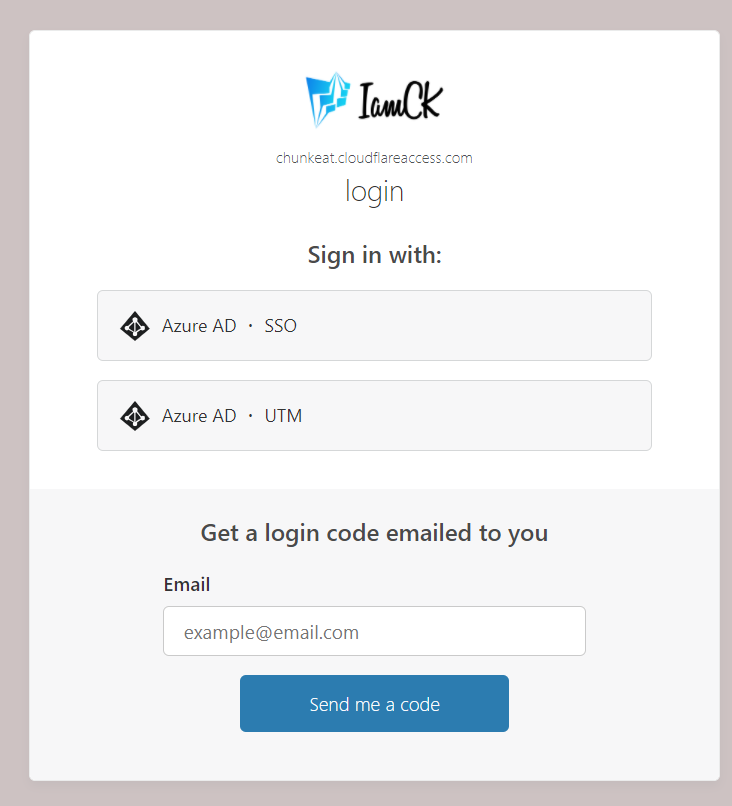 IamCK
chunkeat.cloudflareaccess.com
login
Sign in with:
Azure AD · SSO
Azure AD · UTM
Get a login code emailed to you
Email
example@email.com
Send me a code